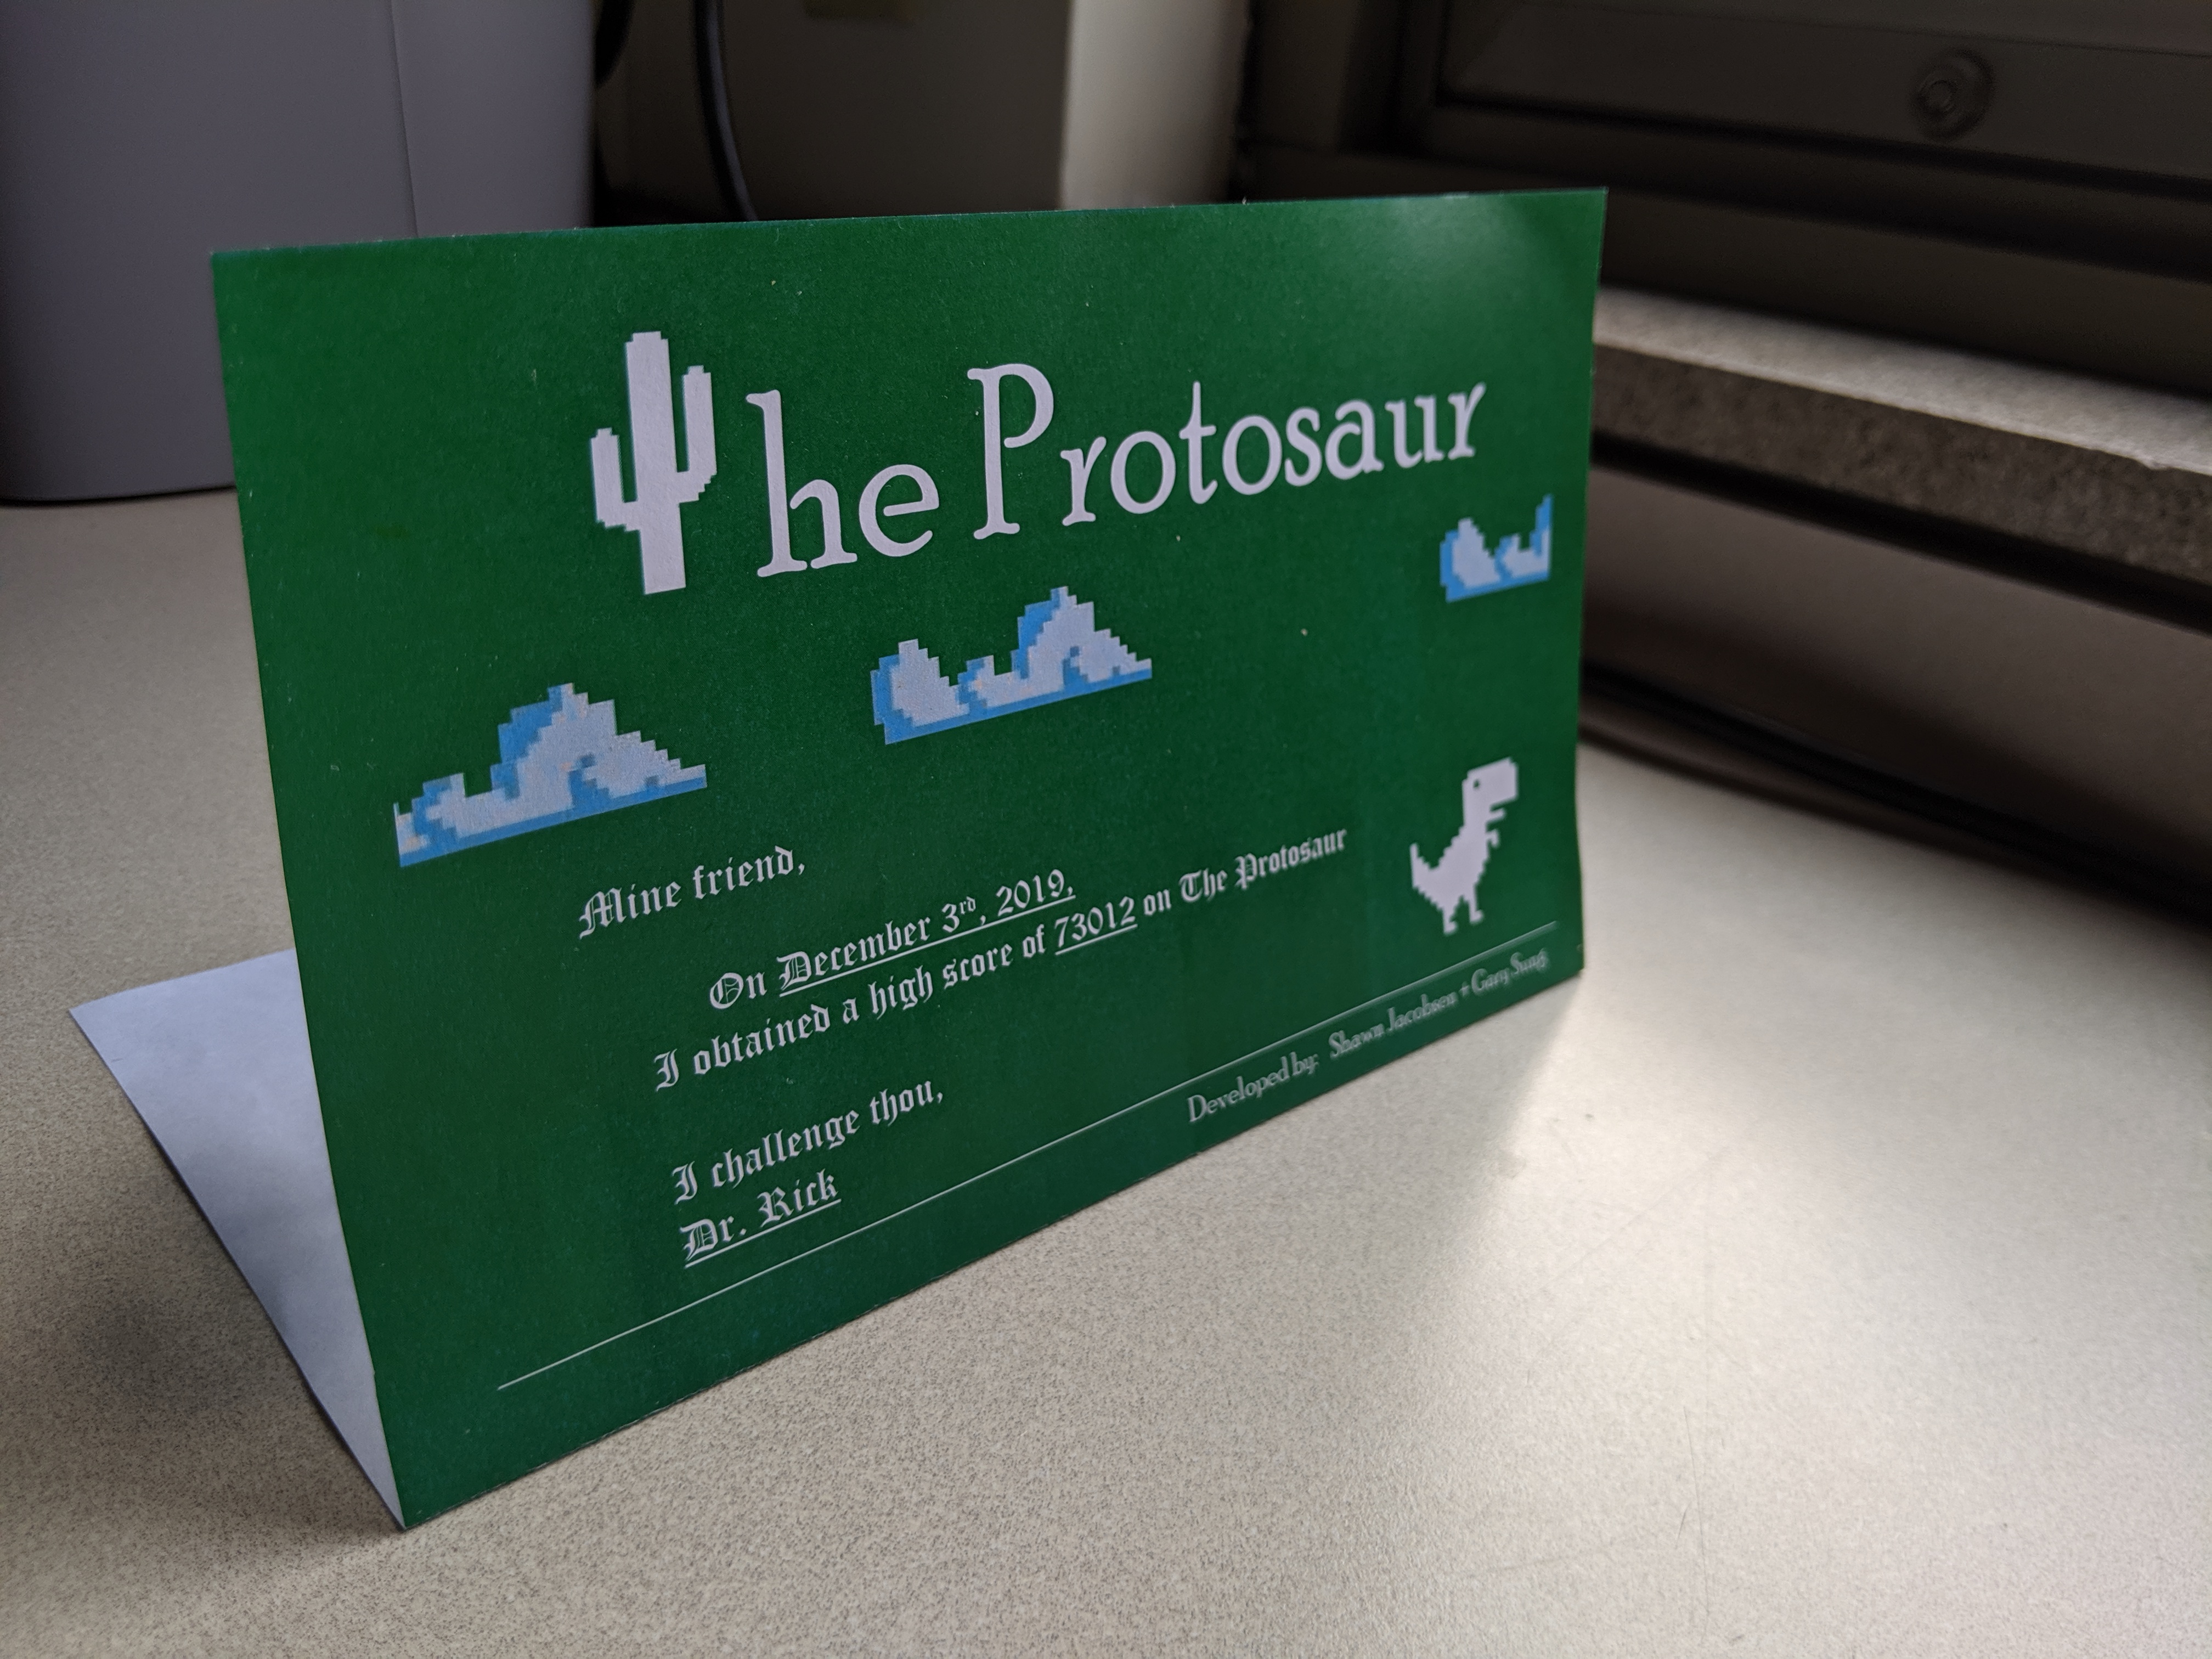 The Protosaur
Mine friend,
On December 3rd, 2019,
I obtained a high score of 73012 on The Protosaur
I challenge thou,
Dr. Rick
Developed by: Shawn Jacobsen + Gary Sung